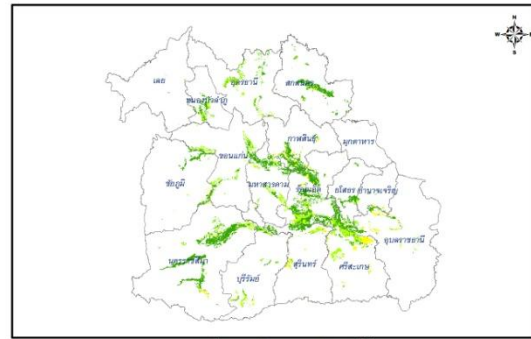 N
W E
S
เลย
อุดรธานี
สกลนคร
หนองบัวลำภู
กาฬสินธุ์
มุกดาหาร
ขอนแก่น
ชัยภูมิ
มหาสารคาม
ร้อยเอ็ด
ยโสธร อำนาจเจริญ
อุบลราชธานี
นครราชสีมา
บุรีรัมย์
สุรินทร์
ศรีสะเกษ